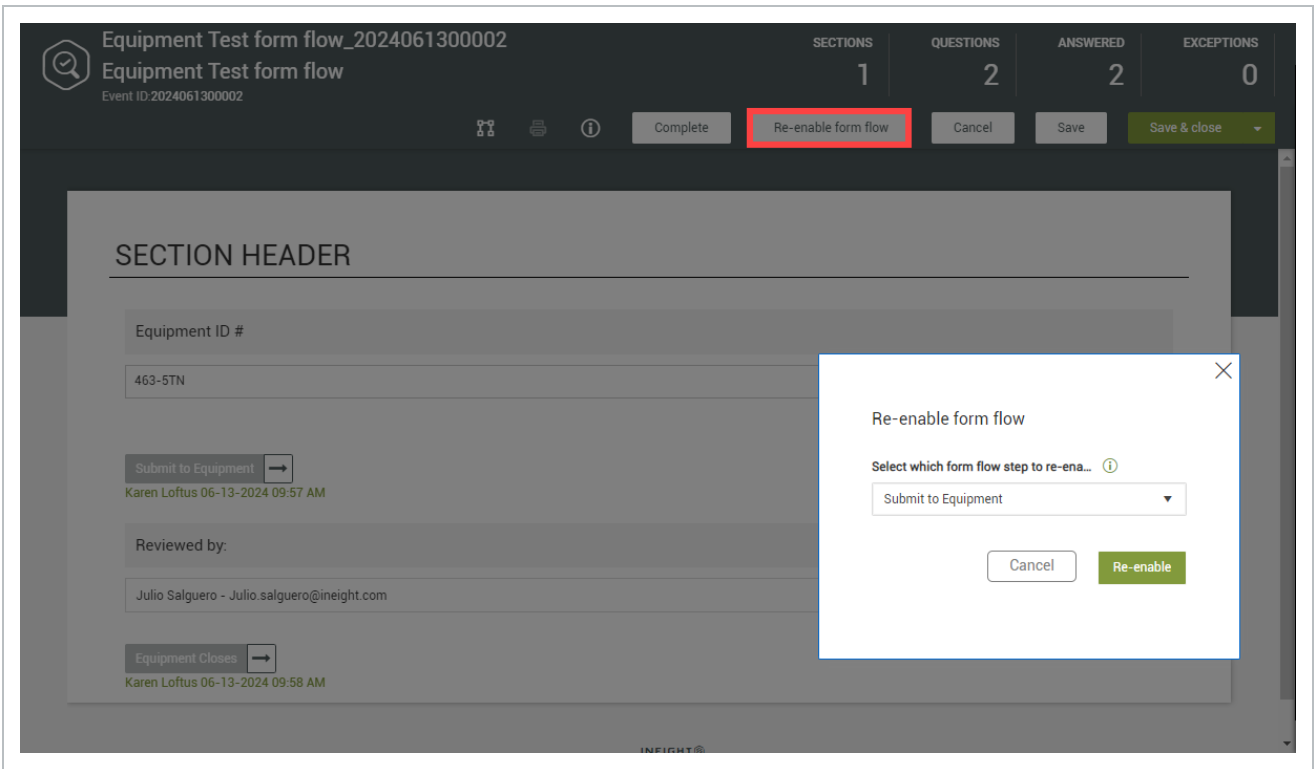 Equipment Test form flow_2024061300002
Equipment Test form flow
Event ID:2024061300002
SECTIONS QUESTIONS ANSWERED EXCEPTIONS
1 2 2 0
Complete Re-enable form flow Cancel Save Save & close
SECTION HEADER
Equipment ID #
463-5TN
Submit to Equipment
Karen Loftus 06-13-2024 09:57 AM
Reviewed by:
Julio Salguero - Julio.salguero@ineight.com
Equipment Closes
Karen Loftus 06-13-2024 09:58 AM
Re-enable form flow
Select which form flow step to re-ena...
Submit to Equipment
Cancel Re-enable
INEIGHT